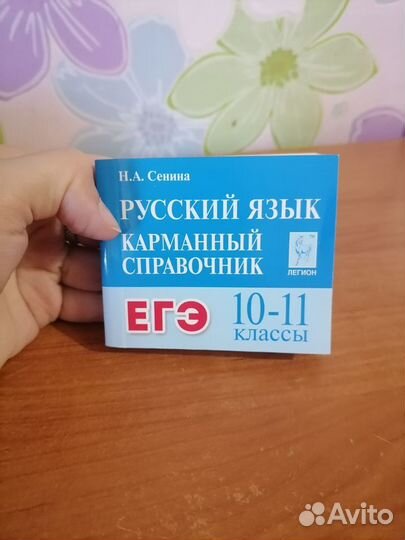 Н.А. Сенина
РУССКИЙ ЯЗЫК
КАРМАННЫЙ
СПРАВОЧНИК
ЛЕГИОН
ЕГЭ
10-11
классы
Avito